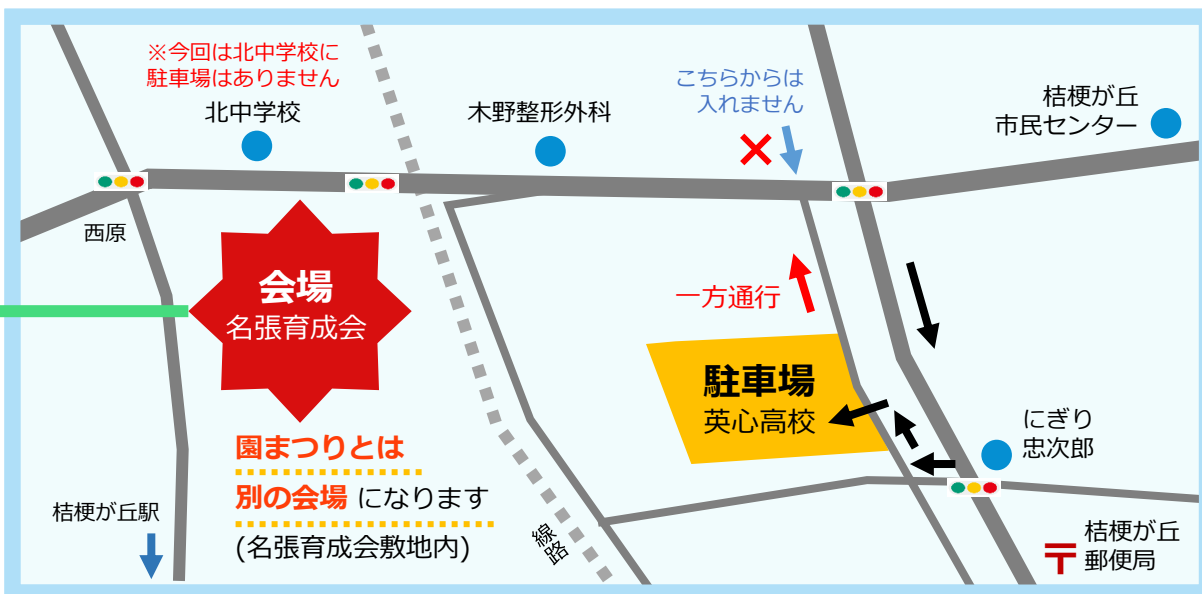 ※今回は北中学校に
駐車場はありません
北中学校
木野整形外科
こちらからは
入れません
桔梗が丘
市民センター
西原
会場
名張育成会
一方通行
駐車場
英心高校
にぎり
忠次郎
園まつりとは
別の会場 になります
(名張育成会敷地内)
桔梗が丘駅
線路
桔梗が丘
郵便局